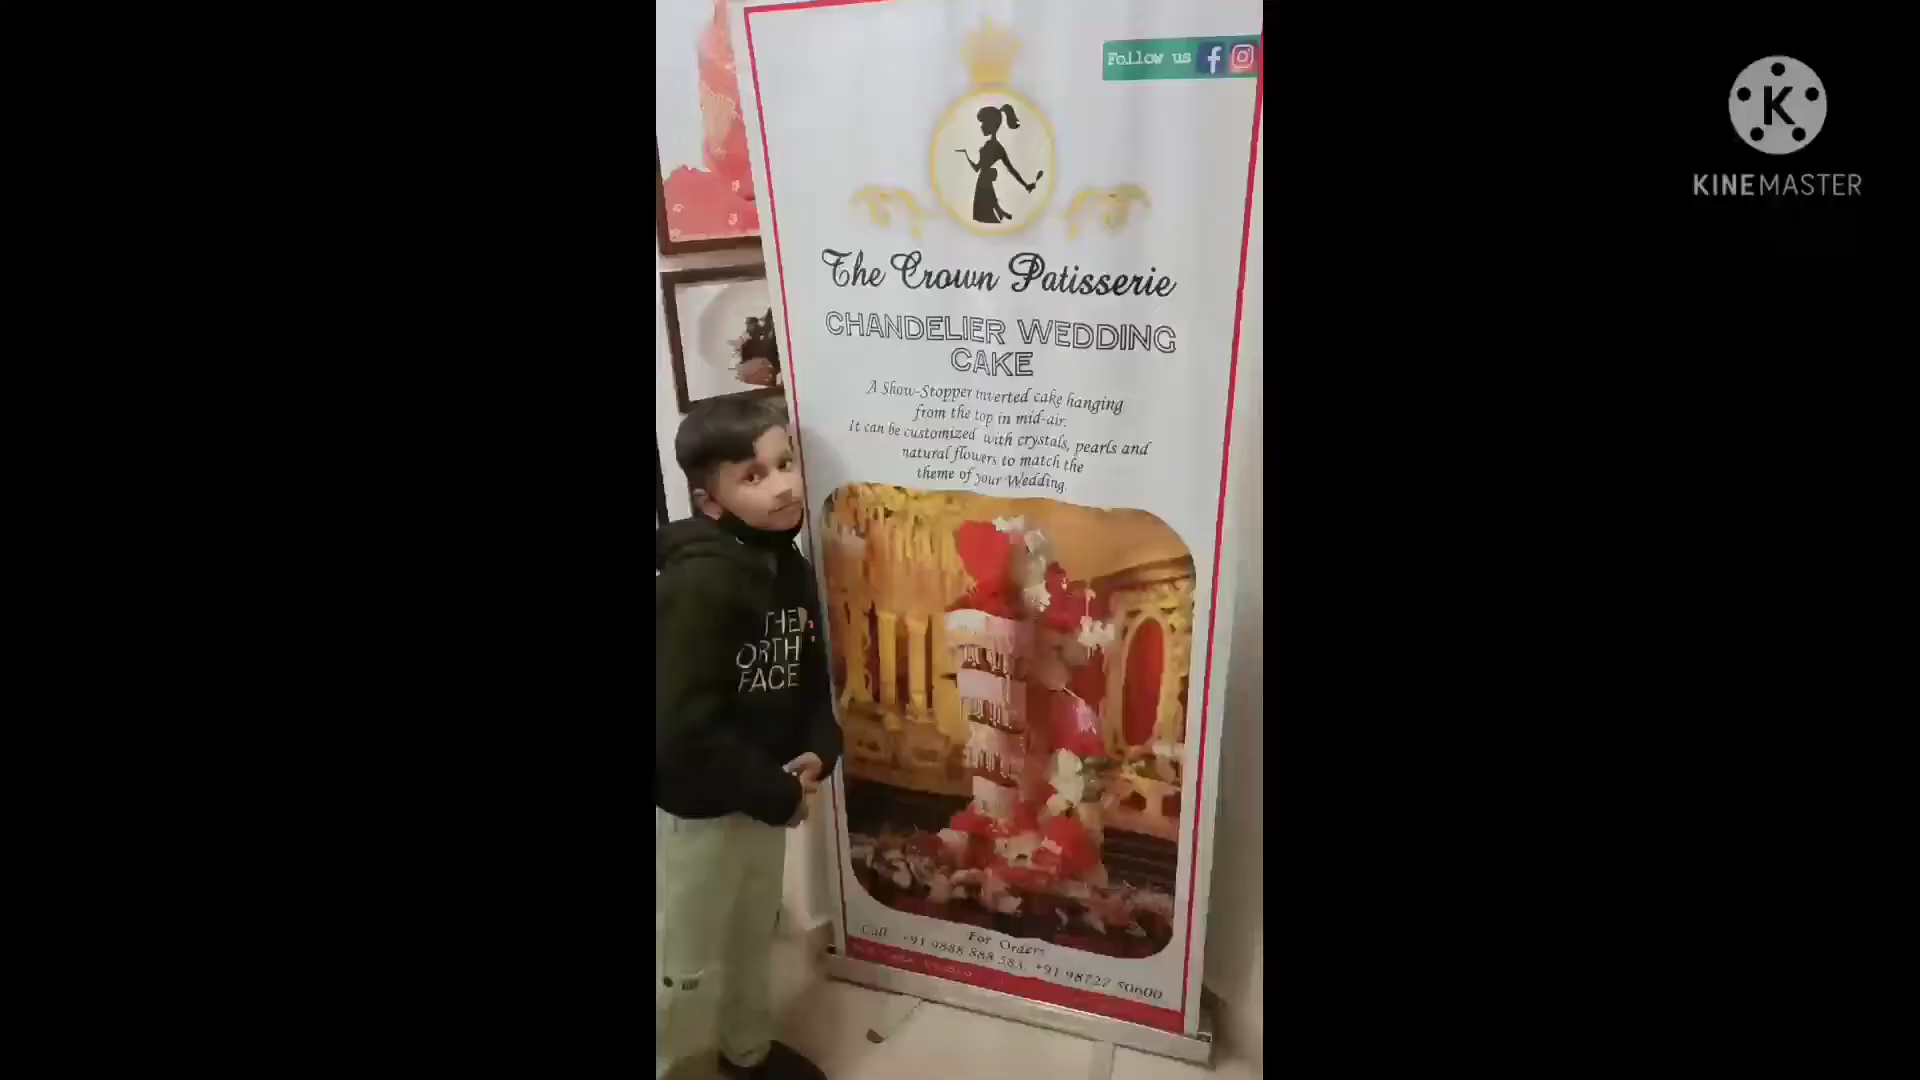 Follow us
The Crown Patisserie
CHANDELIER WEDDING
CAKE
A Show-Stopper inverted cake hanging
from the top in mid-air.
It can be customized with crystals, pearls and
natural flowers to match the
theme of your Wedding.
THE
ORTH
FACE
For Orders
Call +91 9888 888 583, +91 98727 50600
K
KINEMASTER